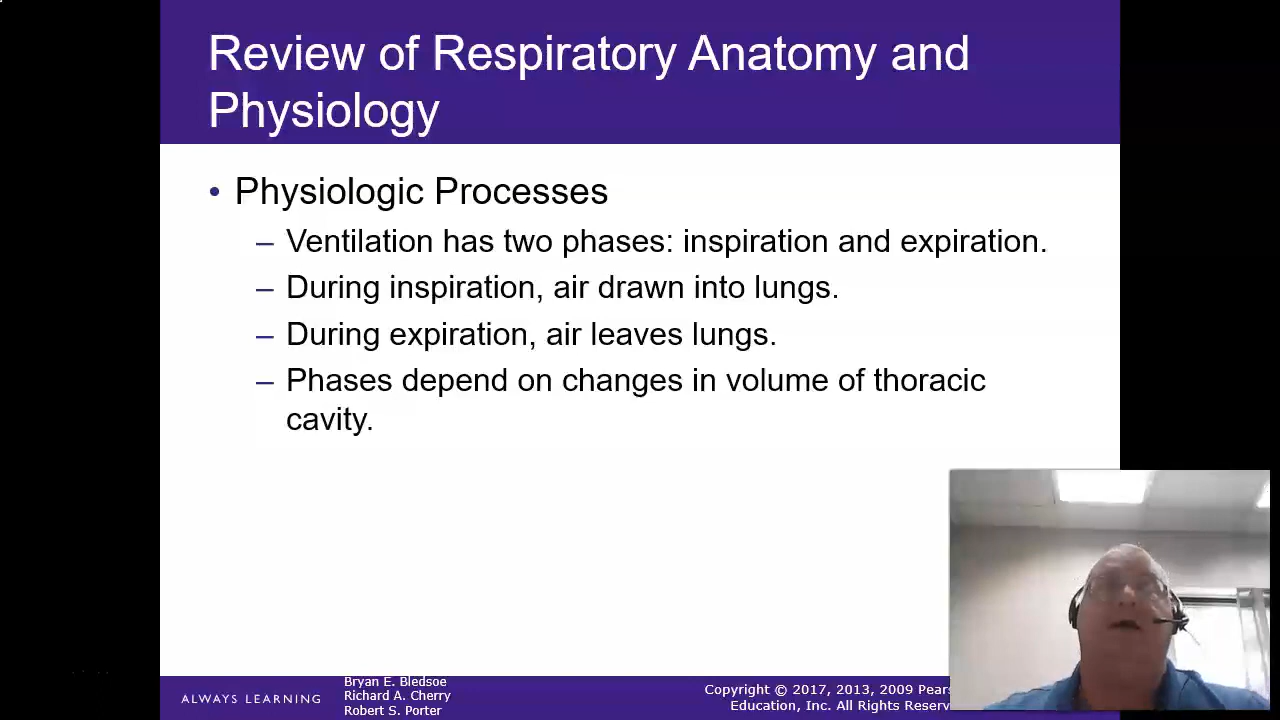 Review of Respiratory Anatomy and
Physiology
• Physiologic Processes
– Ventilation has two phases: inspiration and expiration.
– During inspiration, air drawn into lungs.
– During expiration, air leaves lungs.
– Phases depend on changes in volume of thoracic
cavity.
ALWAYS LEARNING
Bryan E. Bledsoe
Richard A. Cherry
Robert S. Porter
Copyright © 2017, 2013, 2009
Education, Inc. All Rights